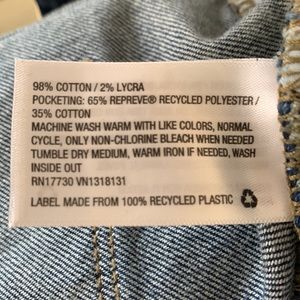 98% COTTON / 2% LYCRA
POCKETING: 65% REPREVE® RECYCLED POLYESTER /
35% COTTON
MACHINE WASH WARM WITH LIKE COLORS, NORMAL
CYCLE, ONLY NON-CHLORINE BLEACH WHEN NEEDED
TUMBLE DRY MEDIUM, WARM IRON IF NEEDED, WASH
INSIDE OUT
RN17730 VN1318131
LABEL MADE FROM 100% RECYCLED PLASTIC